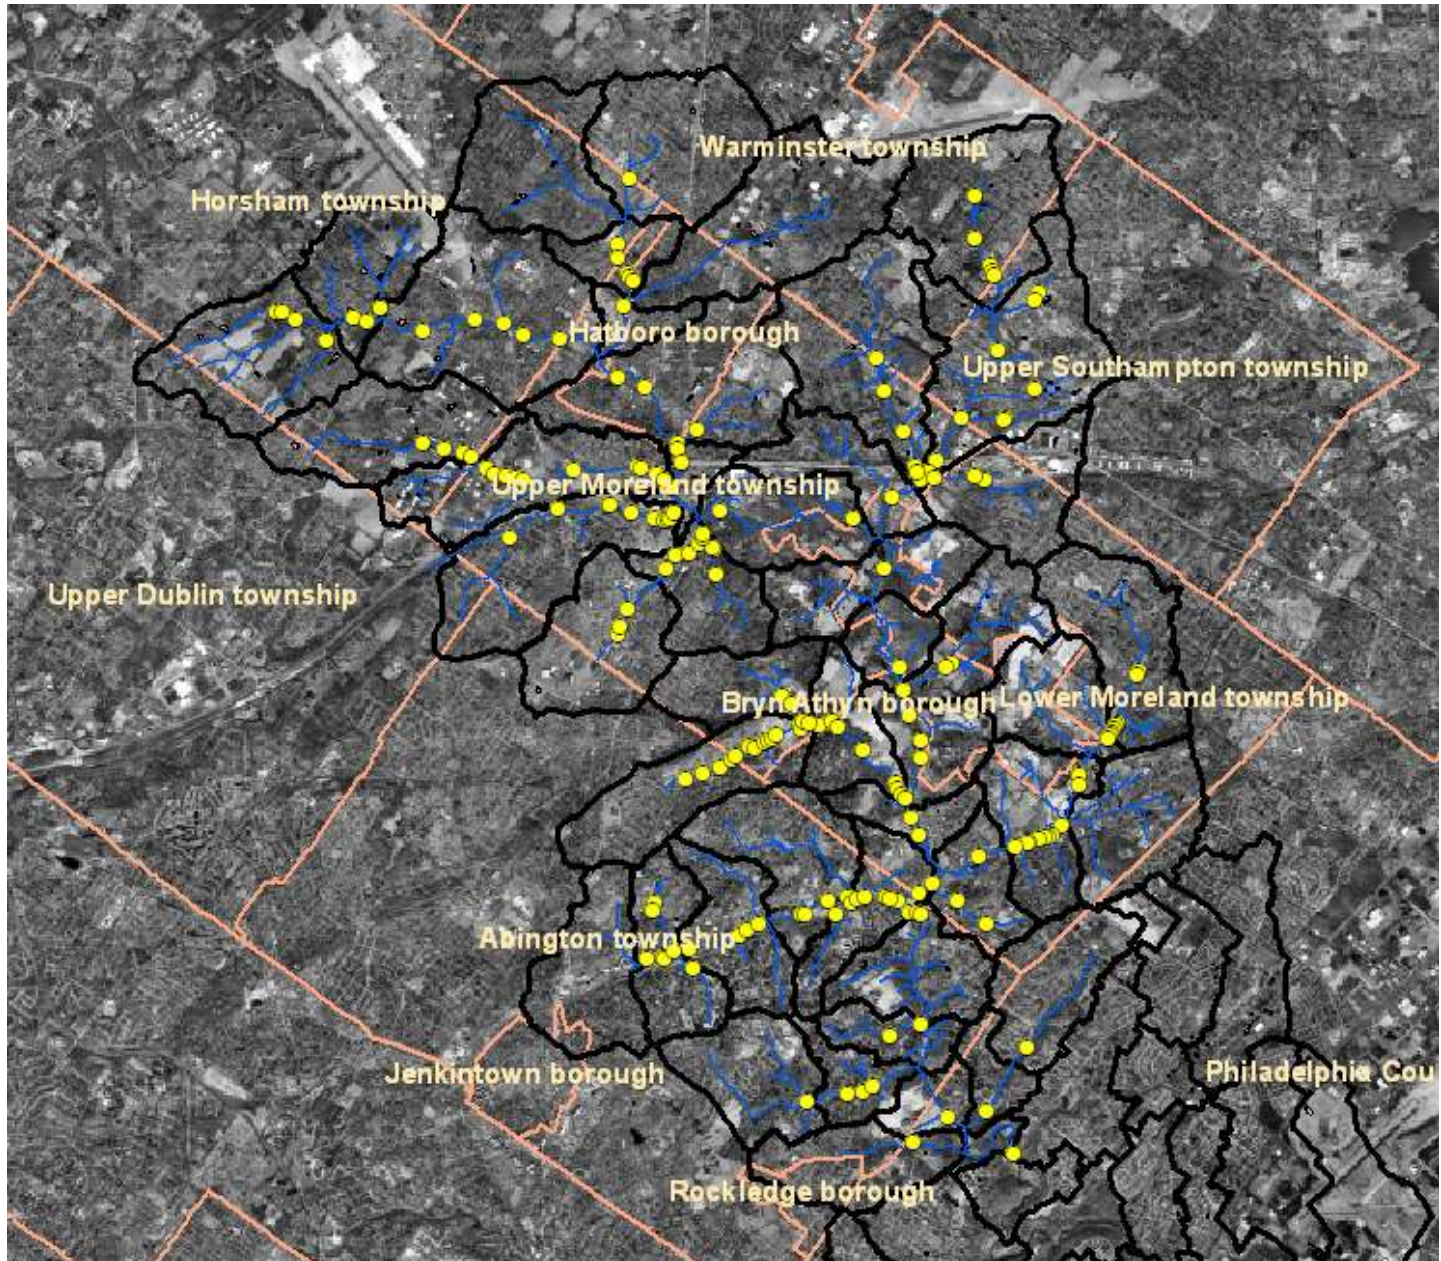 Warminster township
Horsham township
Hatboro borough
Upper Southampton township
Upper Moreland township
Upper Dublin township
Bryn Athyn borough
Lower Moreland township
Abington township
Jenkintown borough
Philadelphia Cou
Rockledge borough